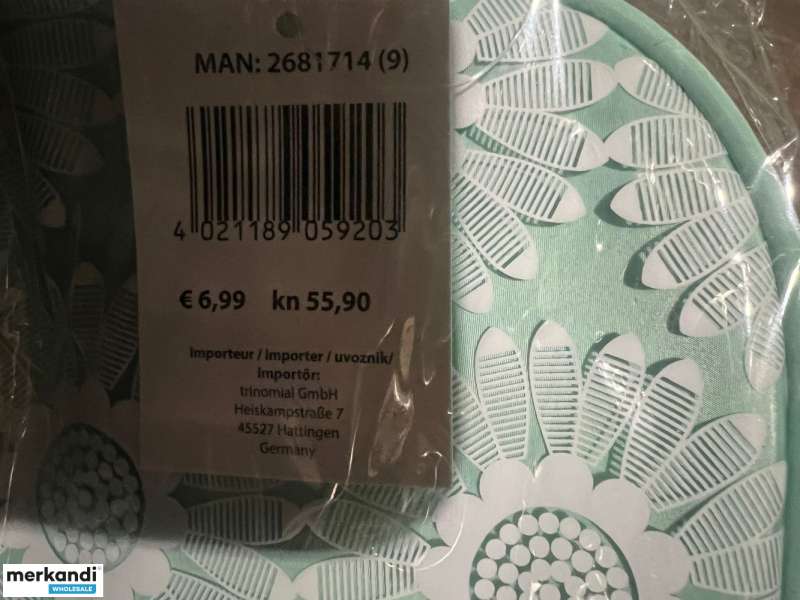 MAN: 2681714 (9)
4 021189 059203
€ 6,99 kn 55,90
Importeur / importer / uvoznik/
importőr:
trinomial GmbH
Heiskampstraße 7
45527 Hattingen
Germany
merkandi
WHOLESALE